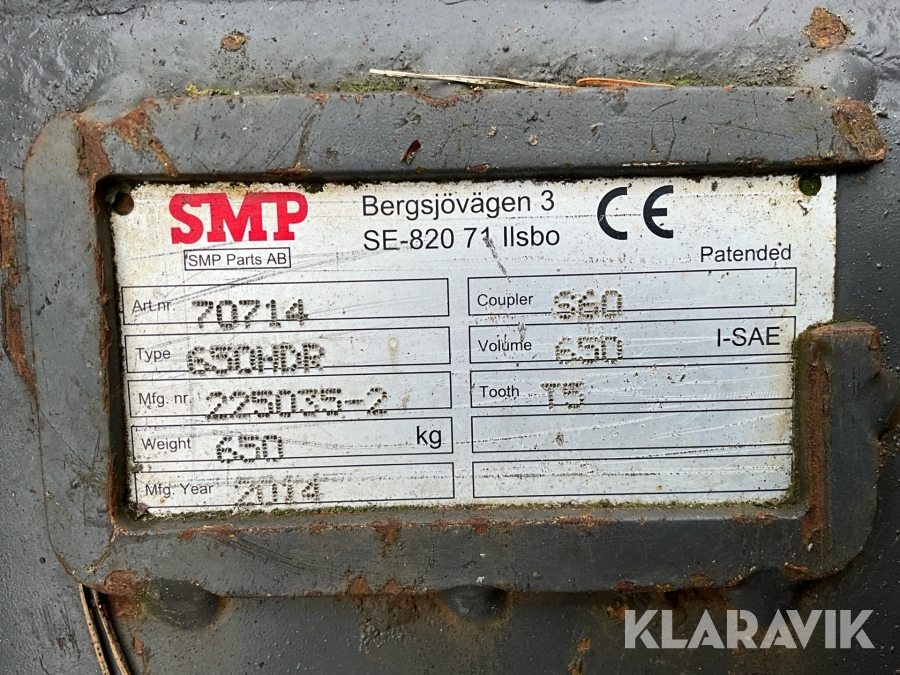 SMP
SMP Parts AB
Bergsjövägen 3
SE-820 71 Ilsbo
CE
Patended
Art.nr. 70714
Type 650HDR
Mfg. nr. 225035-2
Weight 650 kg
Mfg. Year 2014
Coupler S60
Volume 650 I-SAE
Tooth T5
KLARAVIK